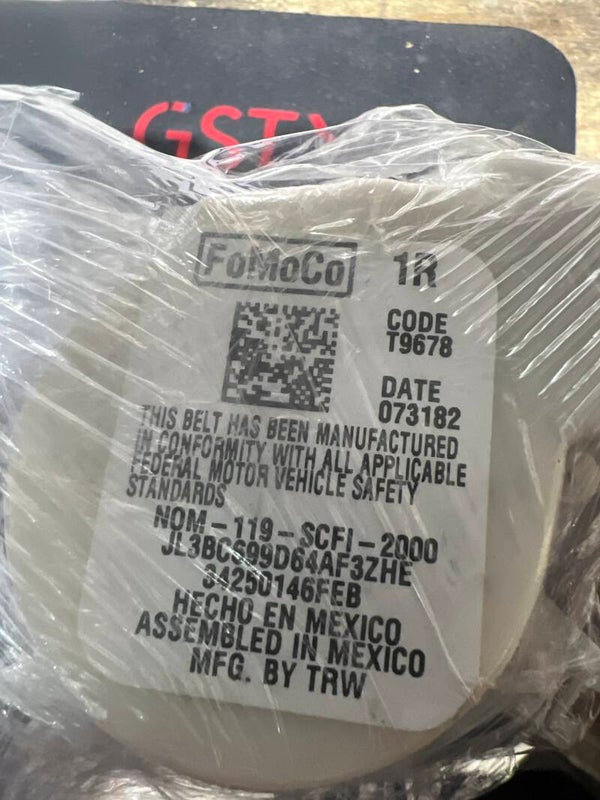 GSTY
FoMoCo 1R
CODE
T9678
DATE
073182
THIS BELT HAS BEEN MANUFACTURED
IN CONFORMITY WITH ALL APPLICABLE
FEDERAL MOTOR VEHICLE SAFETY
STANDARDS
NOM-119-SCFI-2000
JL3BC699D64AF3ZHE
34250146FEB
HECHO EN MEXICO
ASSEMBLED IN MEXICO
MFG. BY TRW